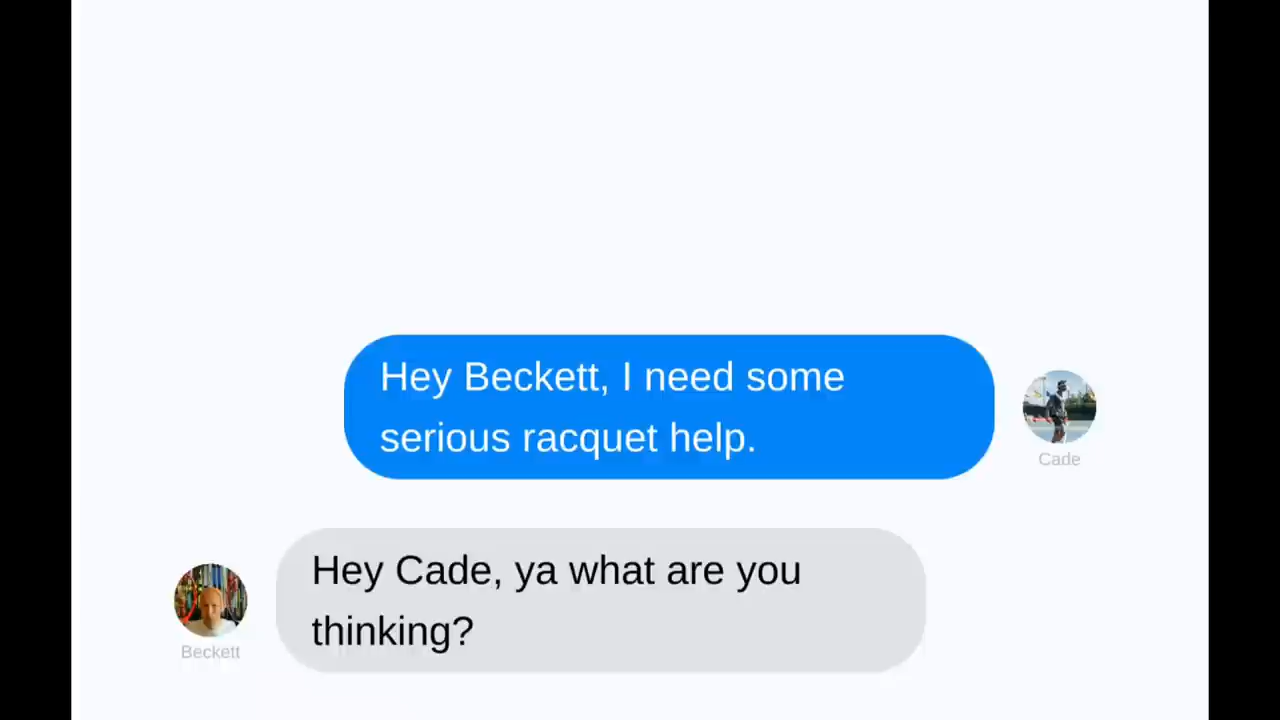 Hey Beckett, I need some
serious racquet help.
Cade
Hey Cade, ya what are you
thinking?
Beckett